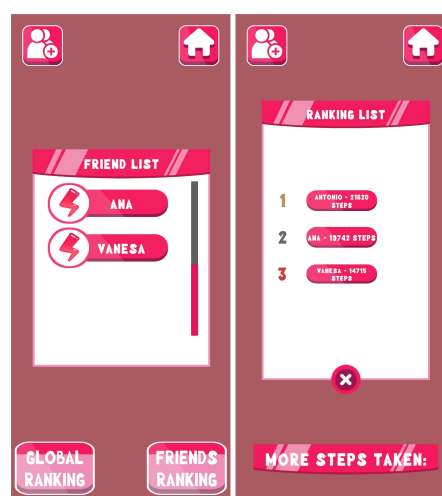 FRIEND LIST
ANA
VANESA
GLOBAL
RANKING
FRIENDS
RANKING
RANKING LIST
1
ANTONIO - 21620
STEPS
2
ANA - 19742 STEPS
3
VANESA - 14715
STEPS
MORE STEPS TAKEN: